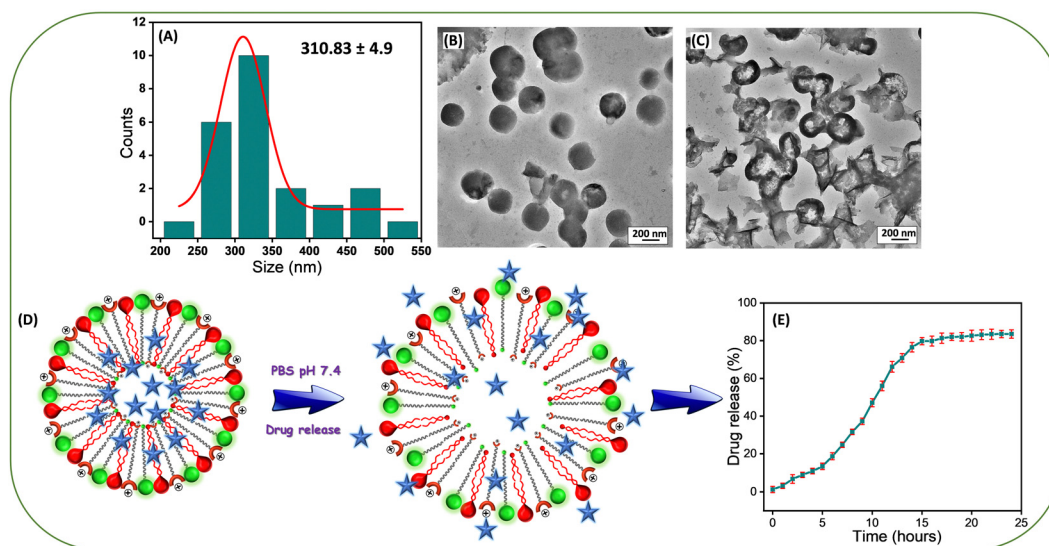 (A)
310.83 ± 4.9
12
10
8
6
4
2
0
Counts
200 250 300 350 400 450 500 550
Size (nm)
(B)
200 nm
(C)
200 nm
(D)
PBS pH 7.4
Drug release
(E)
100
80
60
40
20
0
Drug release (%)
0 5 10 15 20 25
Time (hours)